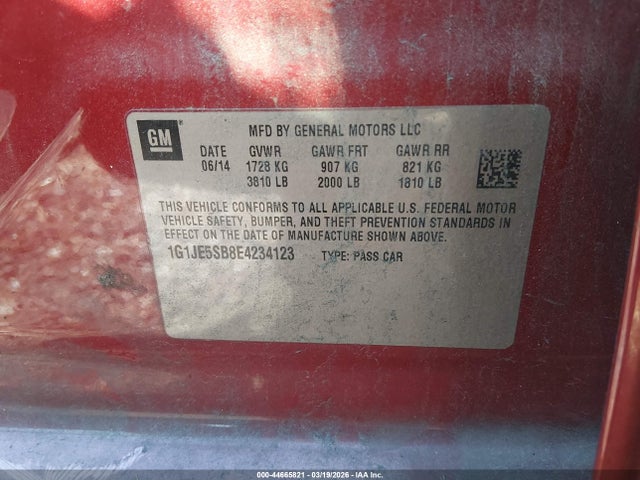 GM
MFD BY GENERAL MOTORS LLC
DATE GVWR GAWR FRT GAWR RR
06/14 1728 KG 907 KG 821 KG
3810 LB 2000 LB 1810 LB
THIS VEHICLE CONFORMS TO ALL APPLICABLE U.S. FEDERAL MOTOR
VEHICLE SAFETY, BUMPER, AND THEFT PREVENTION STANDARDS IN
EFFECT ON THE DATE OF MANUFACTURE SHOWN ABOVE.
1G1JE5SB8E4234123 TYPE: PASS CAR
000-44665821 - 03/19/2026 - IAA Inc.